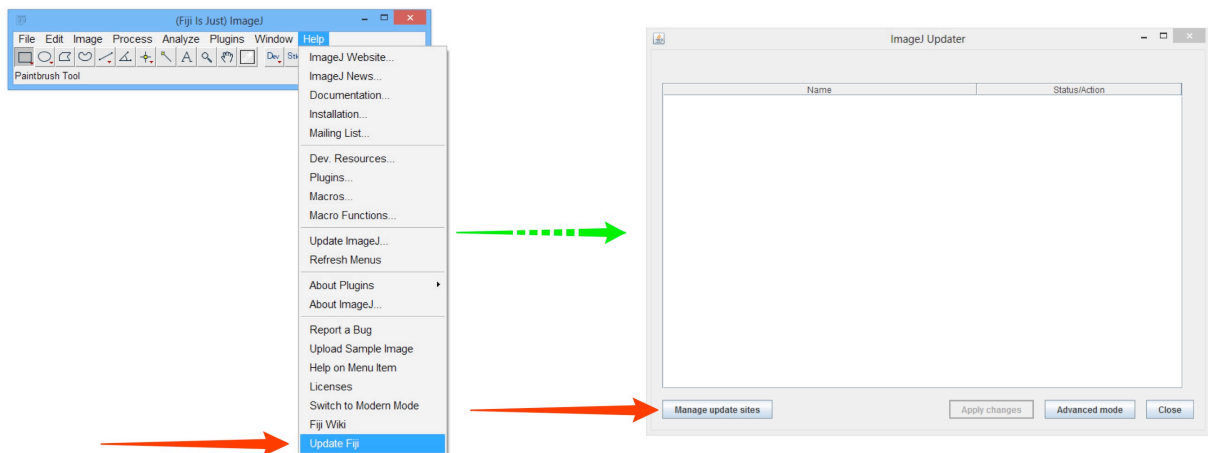 (Fiji Is Just) ImageJ
File Edit Image Process Analyze Plugins Window Help
A Dev Stk
Paintbrush Tool
ImageJ Website...
ImageJ News...
Documentation...
Installation...
Mailing List...
Dev. Resources...
Plugins...
Macros...
Macro Functions...
Update ImageJ...
Refresh Menus
About Plugins
About ImageJ...
Report a Bug
Upload Sample Image
Help on Menu Item
Licenses
Switch to Modern Mode
Fiji Wiki
Update Fiji
ImageJ Updater
Name Status/Action
Manage update sites Apply changes Advanced mode Close